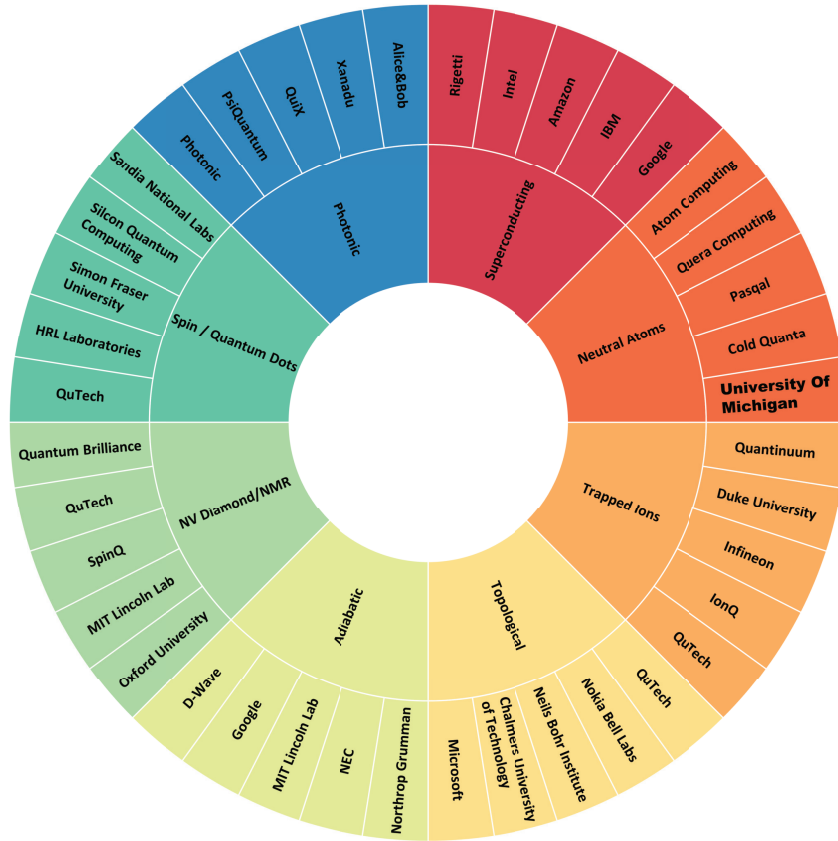 Superconducting
Rigetti
Intel
Amazon
IBM
Google
Neutral Atoms
Atom Computing
Quera Computing
Pasqal
Cold Quanta
University Of
Michigan
Trapped Ions
Quantinuum
Duke University
Infineon
IonQ
QuTech
Topological
QuTech
Nokia Bell Labs
Neils Bohr Institute
Chalmers University
of Technology
Microsoft
Adiabatic
Northrop Grumman
NEC
MIT Lincoln Lab
Google
D-Wave
NV Diamond/NMR
Oxford University
MIT Lincoln Lab
SpinQ
QuTech
Quantum Brilliance
Spin / Quantum Dots
QuTech
HRL Laboratories
Simon Fraser
University
Silcon Quantum
Computing
Sandia National Labs
Photonic
Photonic
PsiQuantum
QuiX
Xanadu
Alice&Bob